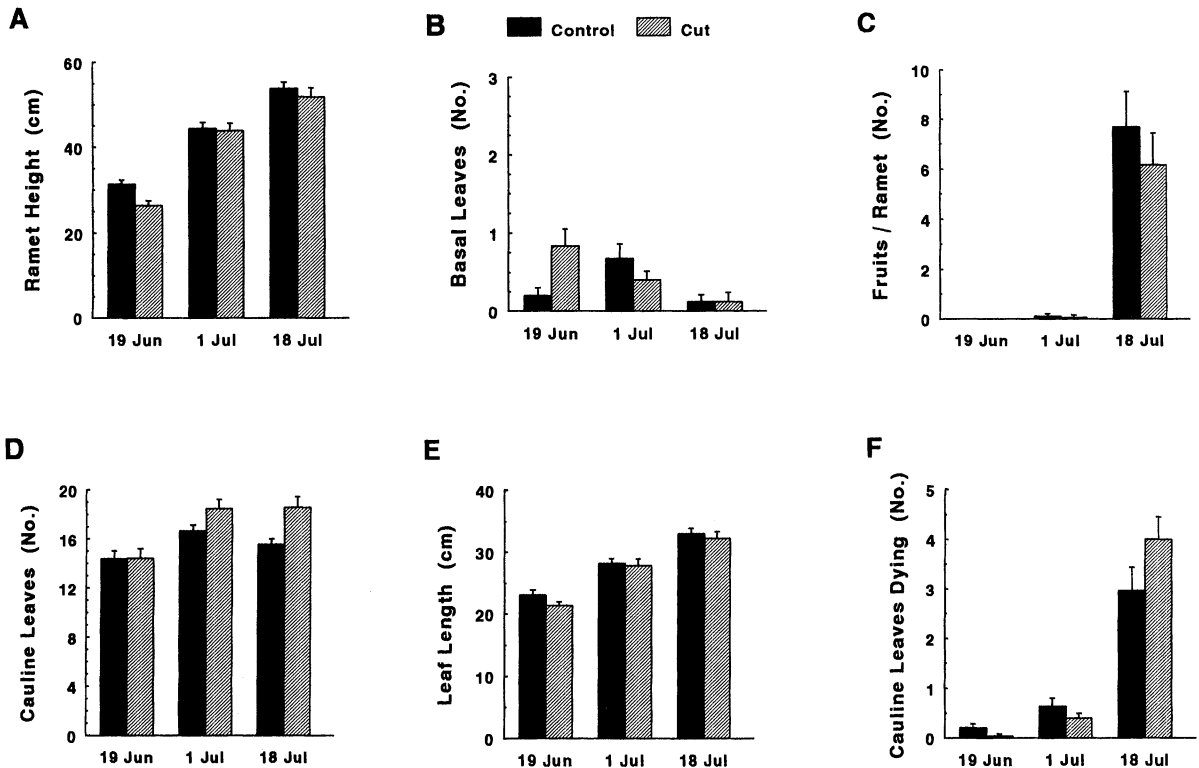 A
B
Control
Cut
C
Ramet Height (cm)
60
40
20
0
19 Jun 1 Jul 18 Jul
Basal Leaves (No.)
3
2
1
0
19 Jun 1 Jul 18 Jul
Fruits / Ramet (No.)
10
8
6
4
2
0
19 Jun 1 Jul 18 Jul
D
E
F
Cauline Leaves (No.)
20
16
12
8
4
0
19 Jun 1 Jul 18 Jul
Leaf Length (cm)
40
30
20
10
0
19 Jun 1 Jul 18 Jul
Cauline Leaves Dying (No.)
5
4
3
2
1
0
19 Jun 1 Jul 18 Jul